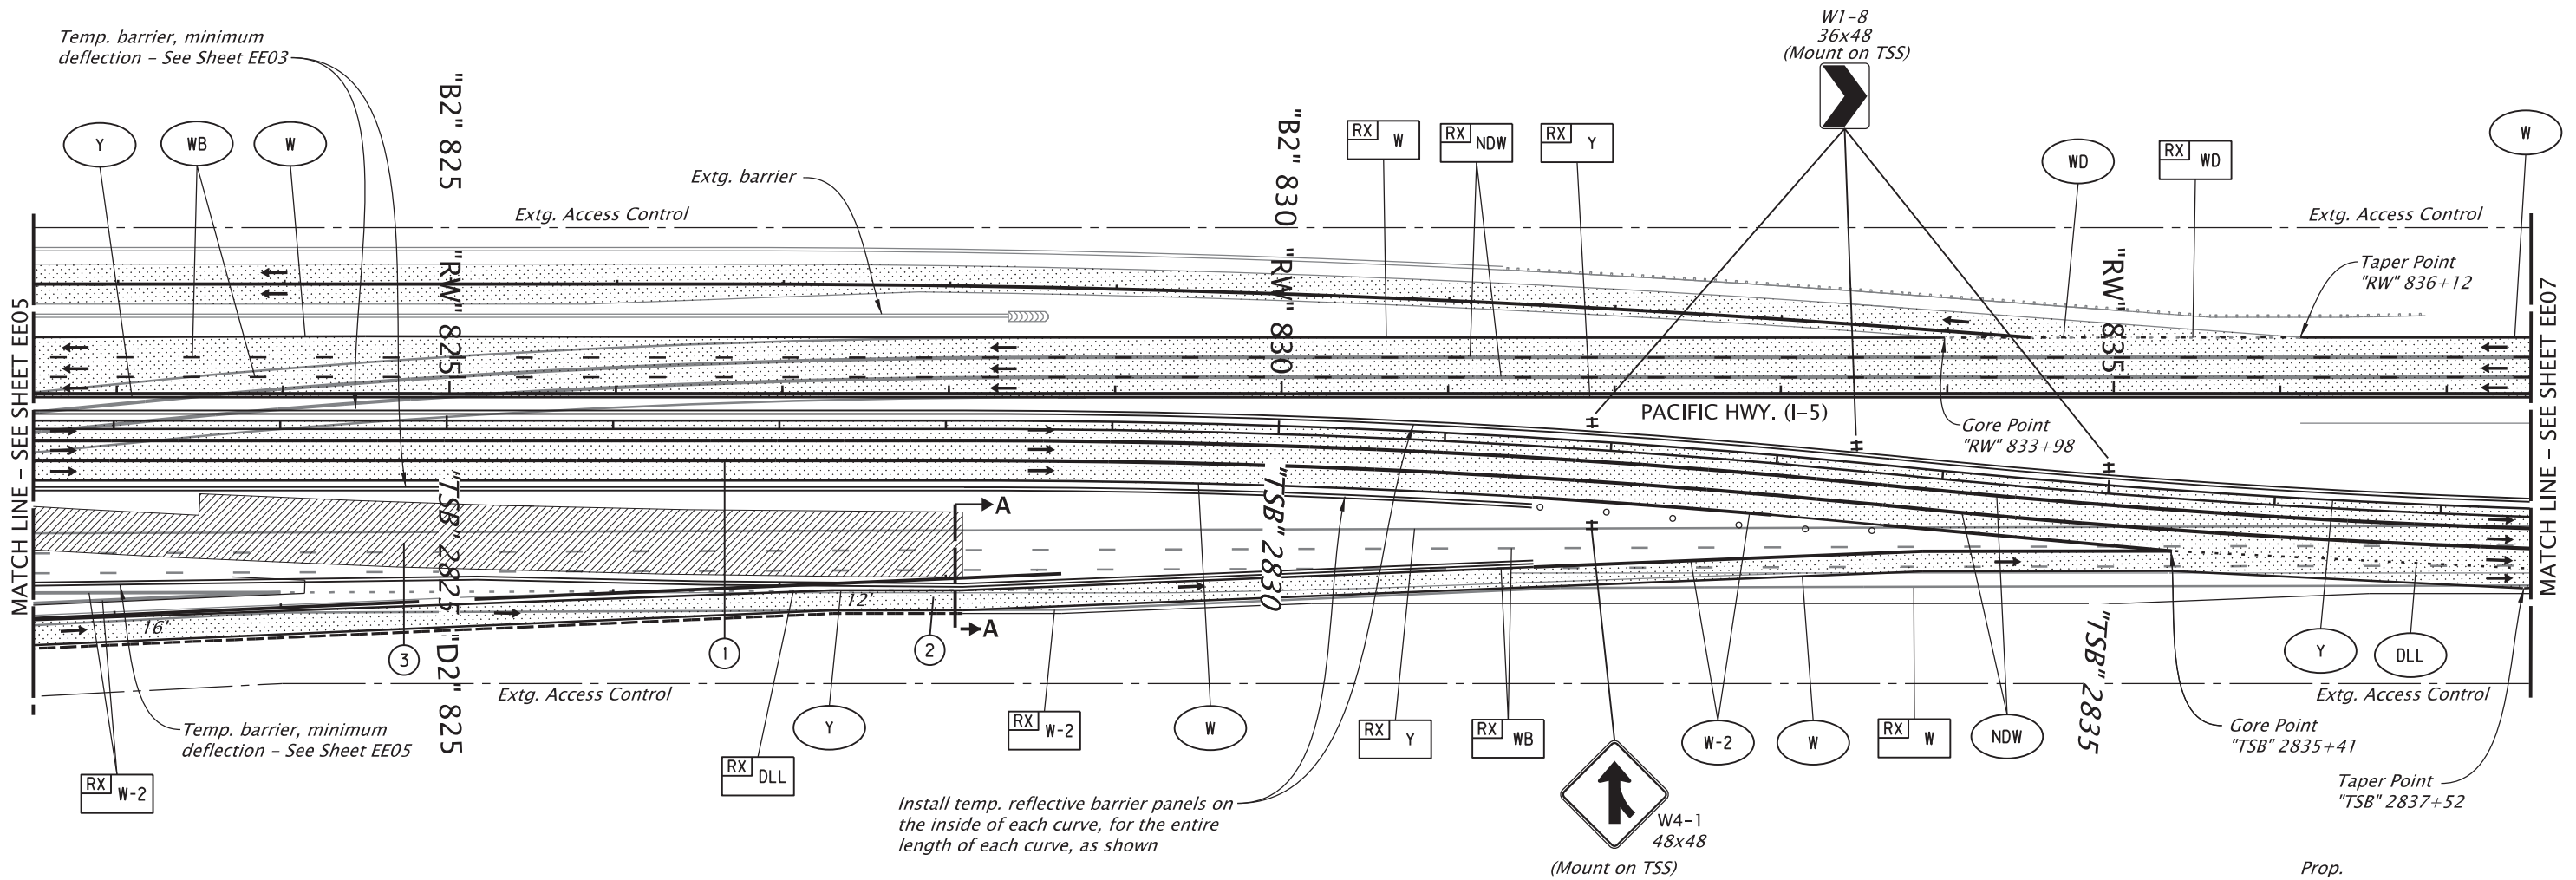 W1-8
36x48
(Mount on TSS)
Temp. barrier, minimum
deflection - See Sheet EE03
"B2" 825
"B2" 830
Y
WB
W
Extg. barrier
RX W
RX NDW
RX Y
WD
RX WD
W
Extg. Access Control
Extg. Access Control
"RW" 825
"RW" 830
"RW" 835
Taper Point
"RW" 836+12
MATCH LINE - SEE SHEET EE05
MATCH LINE - SEE SHEET EE07
PACIFIC HWY. (I-5)
Gore Point
"RW" 833+98
A
"TSB" 2825
"TSB" 2830
"TSB" 2835
16'
12'
A
3
1
2
"D2" 825
Y
DLL
Extg. Access Control
Extg. Access Control
Temp. barrier, minimum
deflection - See Sheet EE05
RX W-2
RX DLL
Y
RX W-2
W
RX Y
RX WB
W-2
W
RX W
NDW
Gore Point
"TSB" 2835+41
Taper Point
"TSB" 2837+52
Install temp. reflective barrier panels on
the inside of each curve, for the entire
length of each curve, as shown
W4-1
48x48
(Mount on TSS)
Prop.